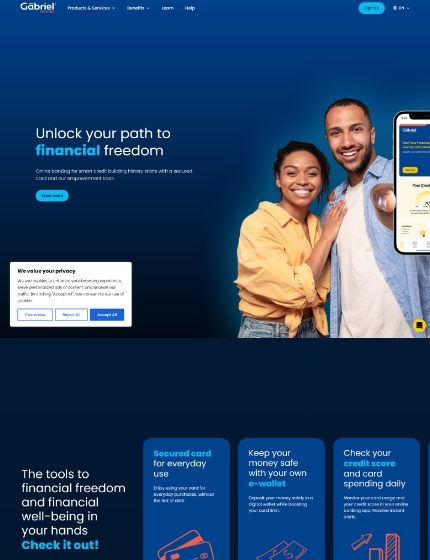 Gabriel
Products & Services
Benefits
Learn
Help
Sign Up
EN
Unlock your path to
financial freedom
Online banking for smart credit building history starts with a secured
card and our empowerment tools.
We value your privacy
We use cookies to enhance your browsing experience,
serve personalized ads or content, and analyze our
traffic. By clicking "Accept All", you consent to our use of
cookies.
Customize
Reject All
Accept All
The tools to
financial freedom
and financial
well-being in
your hands
Check it out!
Secured card
for everyday
use
Enjoy using your card for
everyday purchases, without
the risk of debt.
Keep your
money safe
with your own
e-wallet
Deposit your money safely in a
digital wallet while boosting
your card limit.
Check your
credit score
and card
spending daily
Monitor your card usage and
your credit score in your online
banking app. Receive instant
alerts.